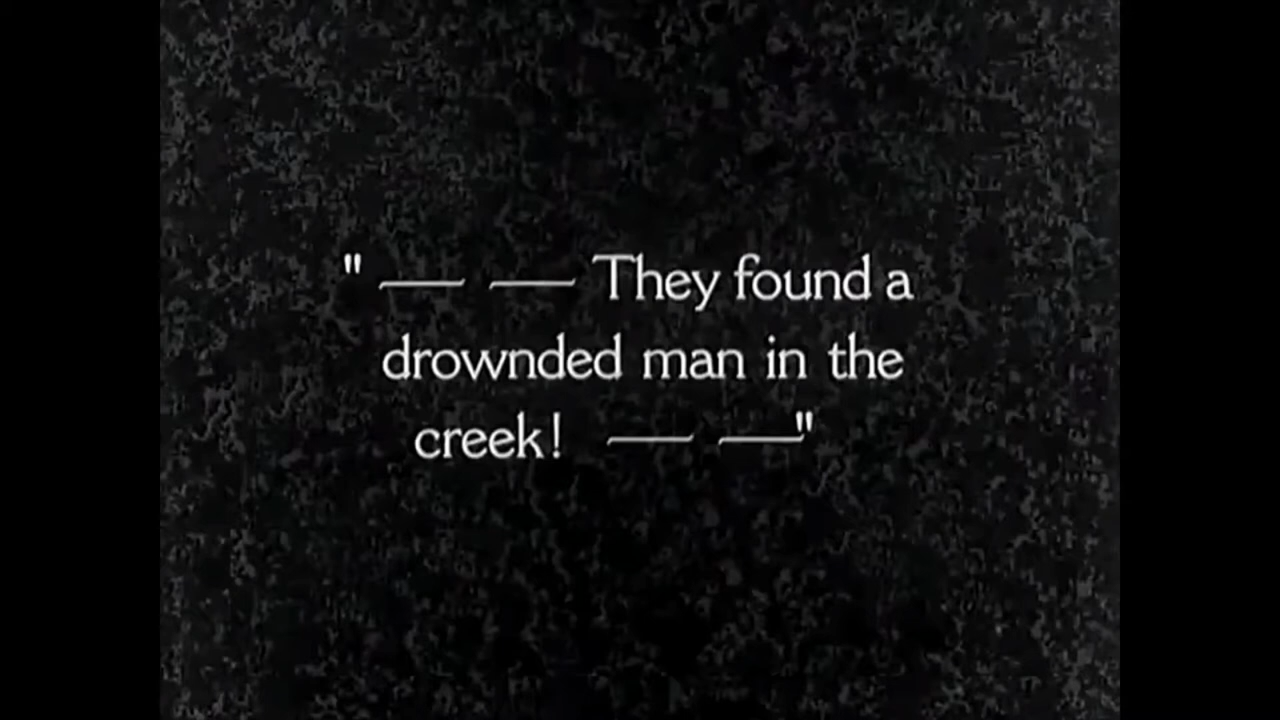 "— — They found a
drownded man in the
creek! — —"